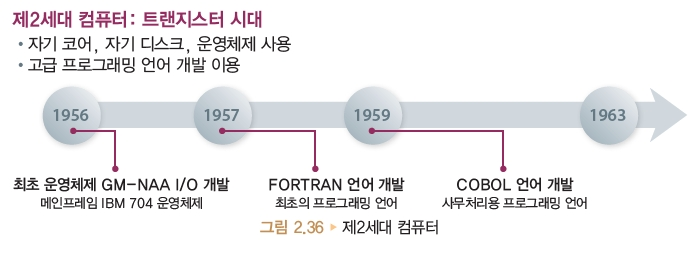 제2세대 컴퓨터: 트랜지스터 시대
• 자기 코어, 자기 디스크, 운영체제 사용
• 고급 프로그래밍 언어 개발 이용
1956 1957 1959 1963
최초 운영체제 GM-NAA I/O 개발 FORTRAN 언어 개발 COBOL 언어 개발
메인프레임 IBM 704 운영체제 최초의 프로그래밍 언어 사무처리용 프로그래밍 언어
그림 2.36 ▶ 제2세대 컴퓨터